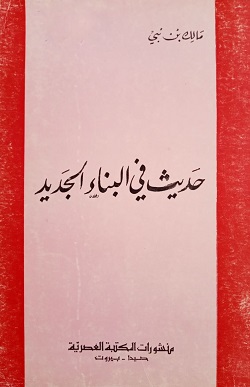 مالك بن نبي
حديث في البناء الجديد
منشورات المكتبة العصرية
صيدا - بيروت